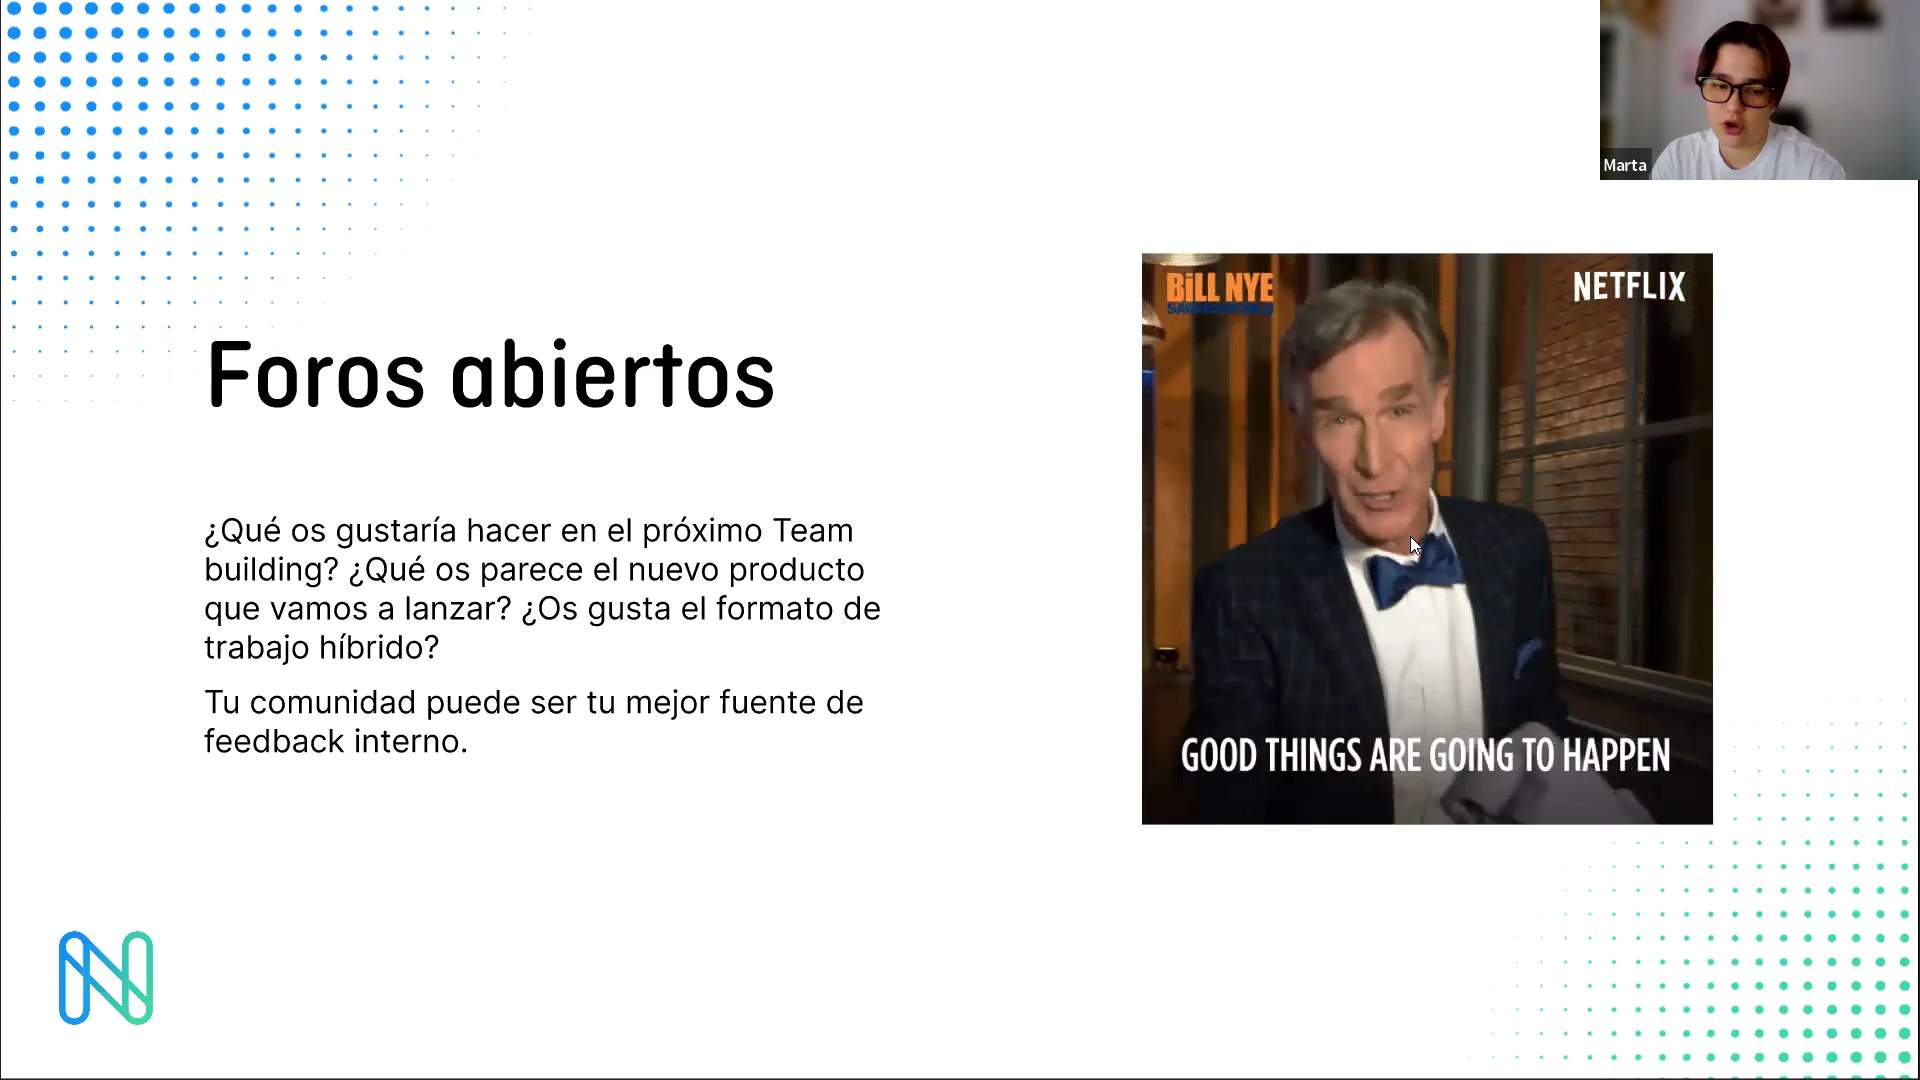 Marta
BiLL NYE
NETFLIX
Foros abiertos
¿Qué os gustaría hacer en el próximo Team
building? ¿Qué os parece el nuevo producto
que vamos a lanzar? ¿Os gusta el formato de
trabajo híbrido?
Tu comunidad puede ser tu mejor fuente de
feedback interno.
GOOD THINGS ARE GOING TO HAPPEN